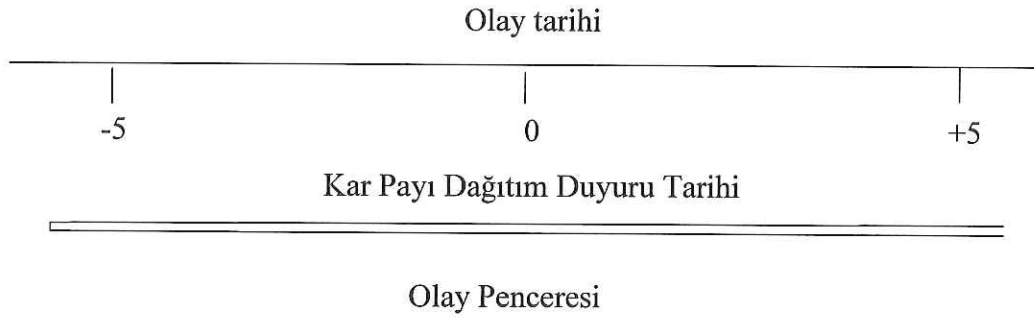 Olay tarihi
-5 0 +5
Kar Payı Dağıtım Duyuru Tarihi
Olay Penceresi